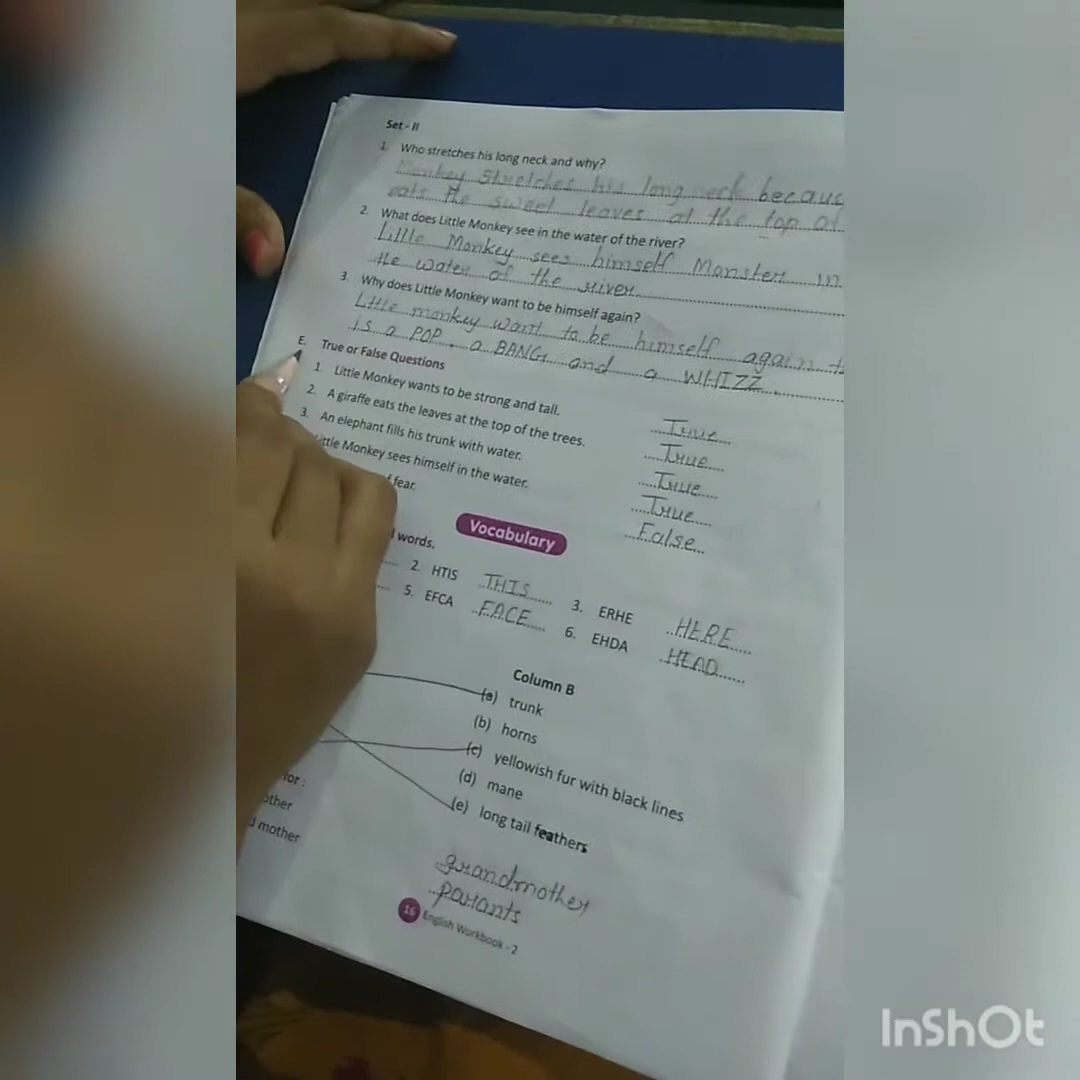 Set - II
1. Who stretches his long neck and why?
Monkey stretches his long neck becaus
eats the sweet leaves at the top of
2. What does Little Monkey see in the water of the river?
Little Monkey sees himself Monster in
the water of the river
3. Why does Little Monkey want to be himself again?
Little monkey want to be himself again
is a POP, a BANG, and a WHIZZ.
E. True or False Questions
1. Little Monkey wants to be strong and tall. True
2. A giraffe eats the leaves at the top of the trees. True
3. An elephant fills his trunk with water. True
ittle Monkey sees himself in the water. True
fear. False
Vocabulary
words.
2. HTIS THIS 3. ERHE HERE
5. EFCA FACE 6. EHDA HEAD
Column B
(a) trunk
(b) horns
(c) yellowish fur with black lines
(d) mane
(e) long tail feathers
for :
other grandmother
mother parants
16 English Workbook - 2
InShOt